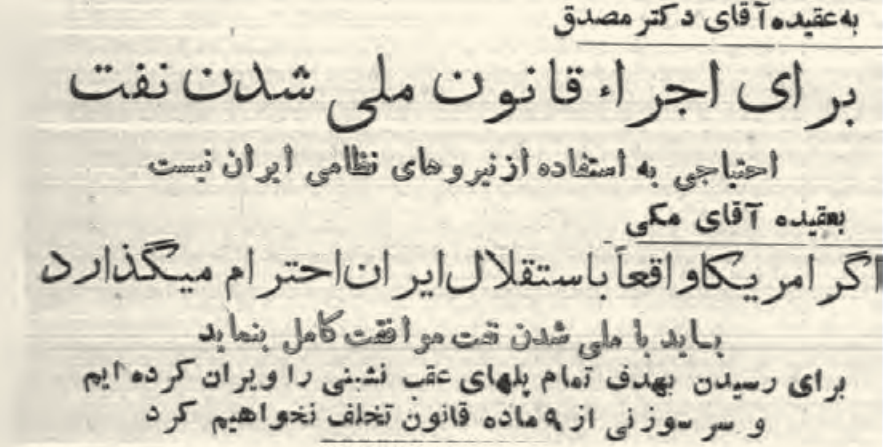 به عقیده آقای دکتر مصدق
برای اجراء قانون ملی شدن نفت
احتیاجی به استفاده از نیروهای نظامی ایران نیست
بعقیده آقای مکی
اگر امریکا واقعاً باستقلال ایران احترام میگذارد
باید با ملی شدن نفت موافقت کامل بنماید
برای رسیدن بهدف تمام پلهای عقب نشینی را ویران کرده ایم
و سر سوزنی از ۹ ماده قانون تخلف نخواهیم کرد